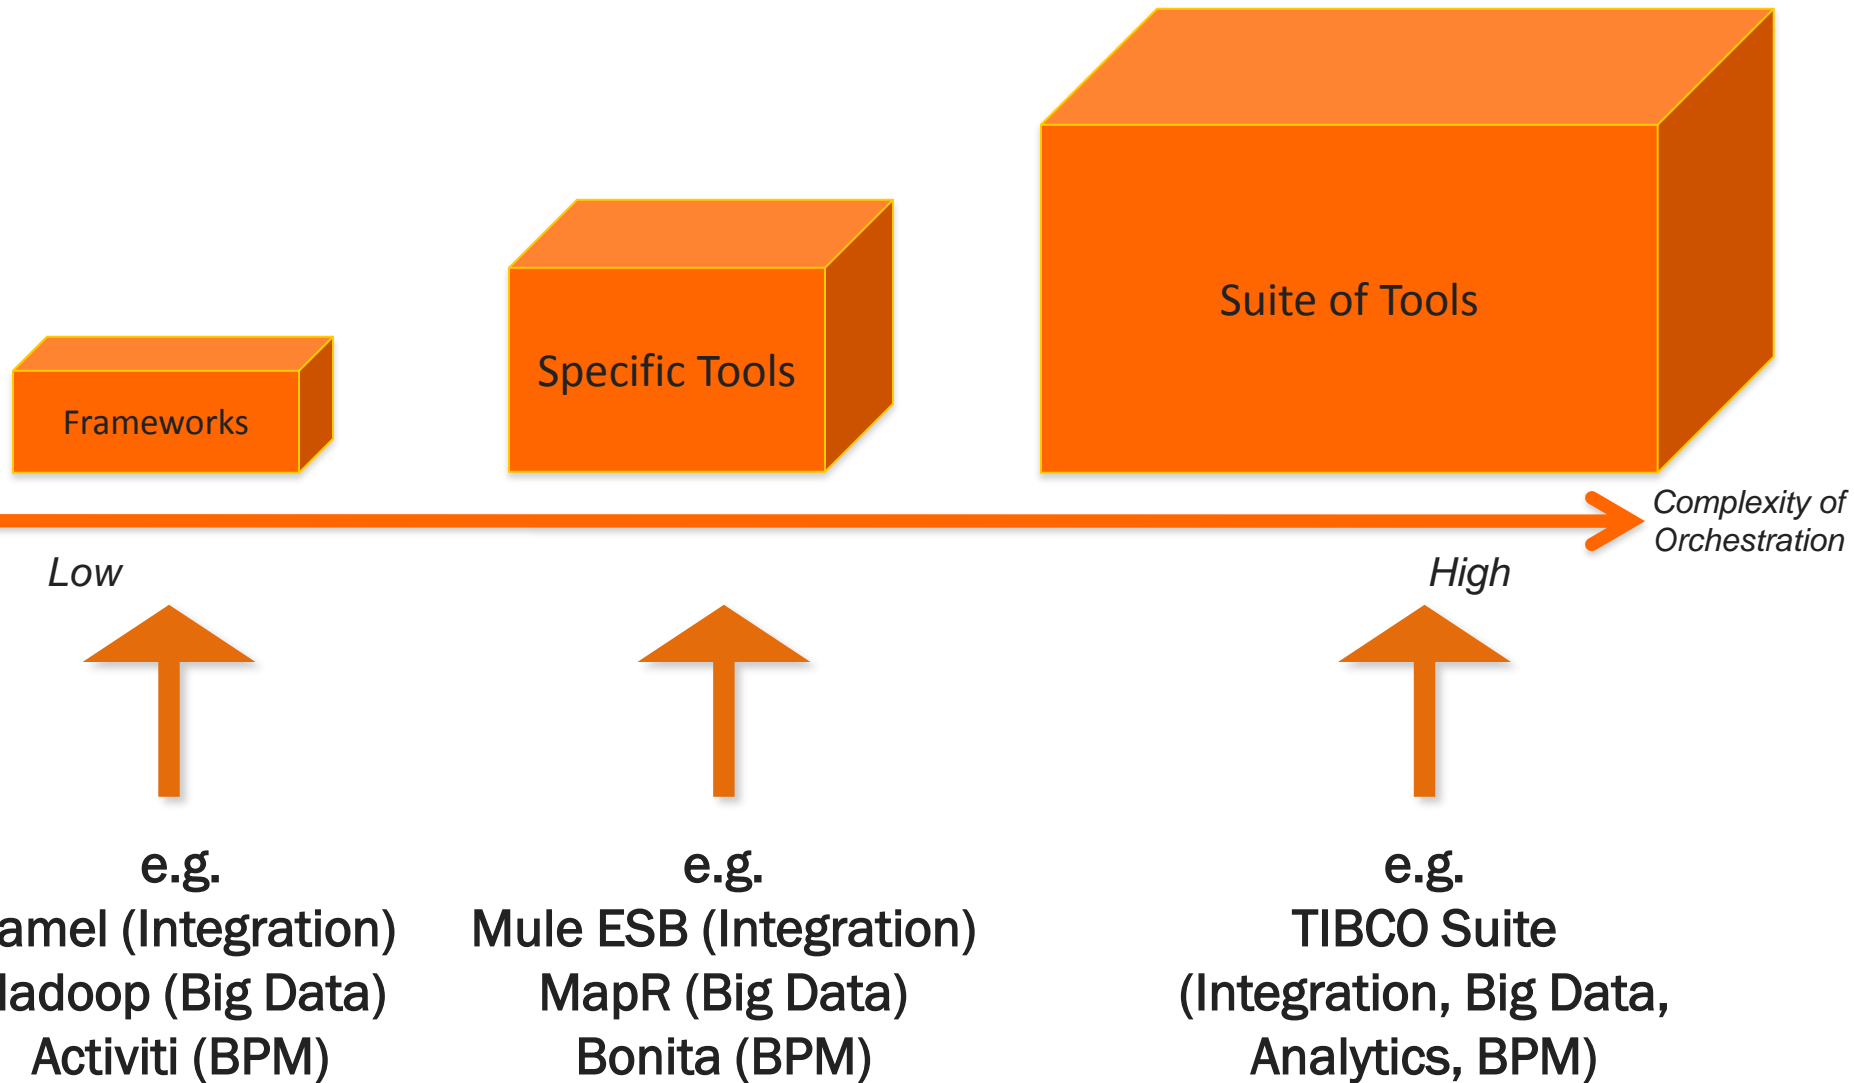 Suite of Tools
Specific Tools
Frameworks
Complexity of
Orchestration
Low
High
e.g.
amel (Integration)
adoop (Big Data)
Activiti (BPM)
e.g.
Mule ESB (Integration)
MapR (Big Data)
Bonita (BPM)
e.g.
TIBCO Suite
(Integration, Big Data,
Analytics, BPM)